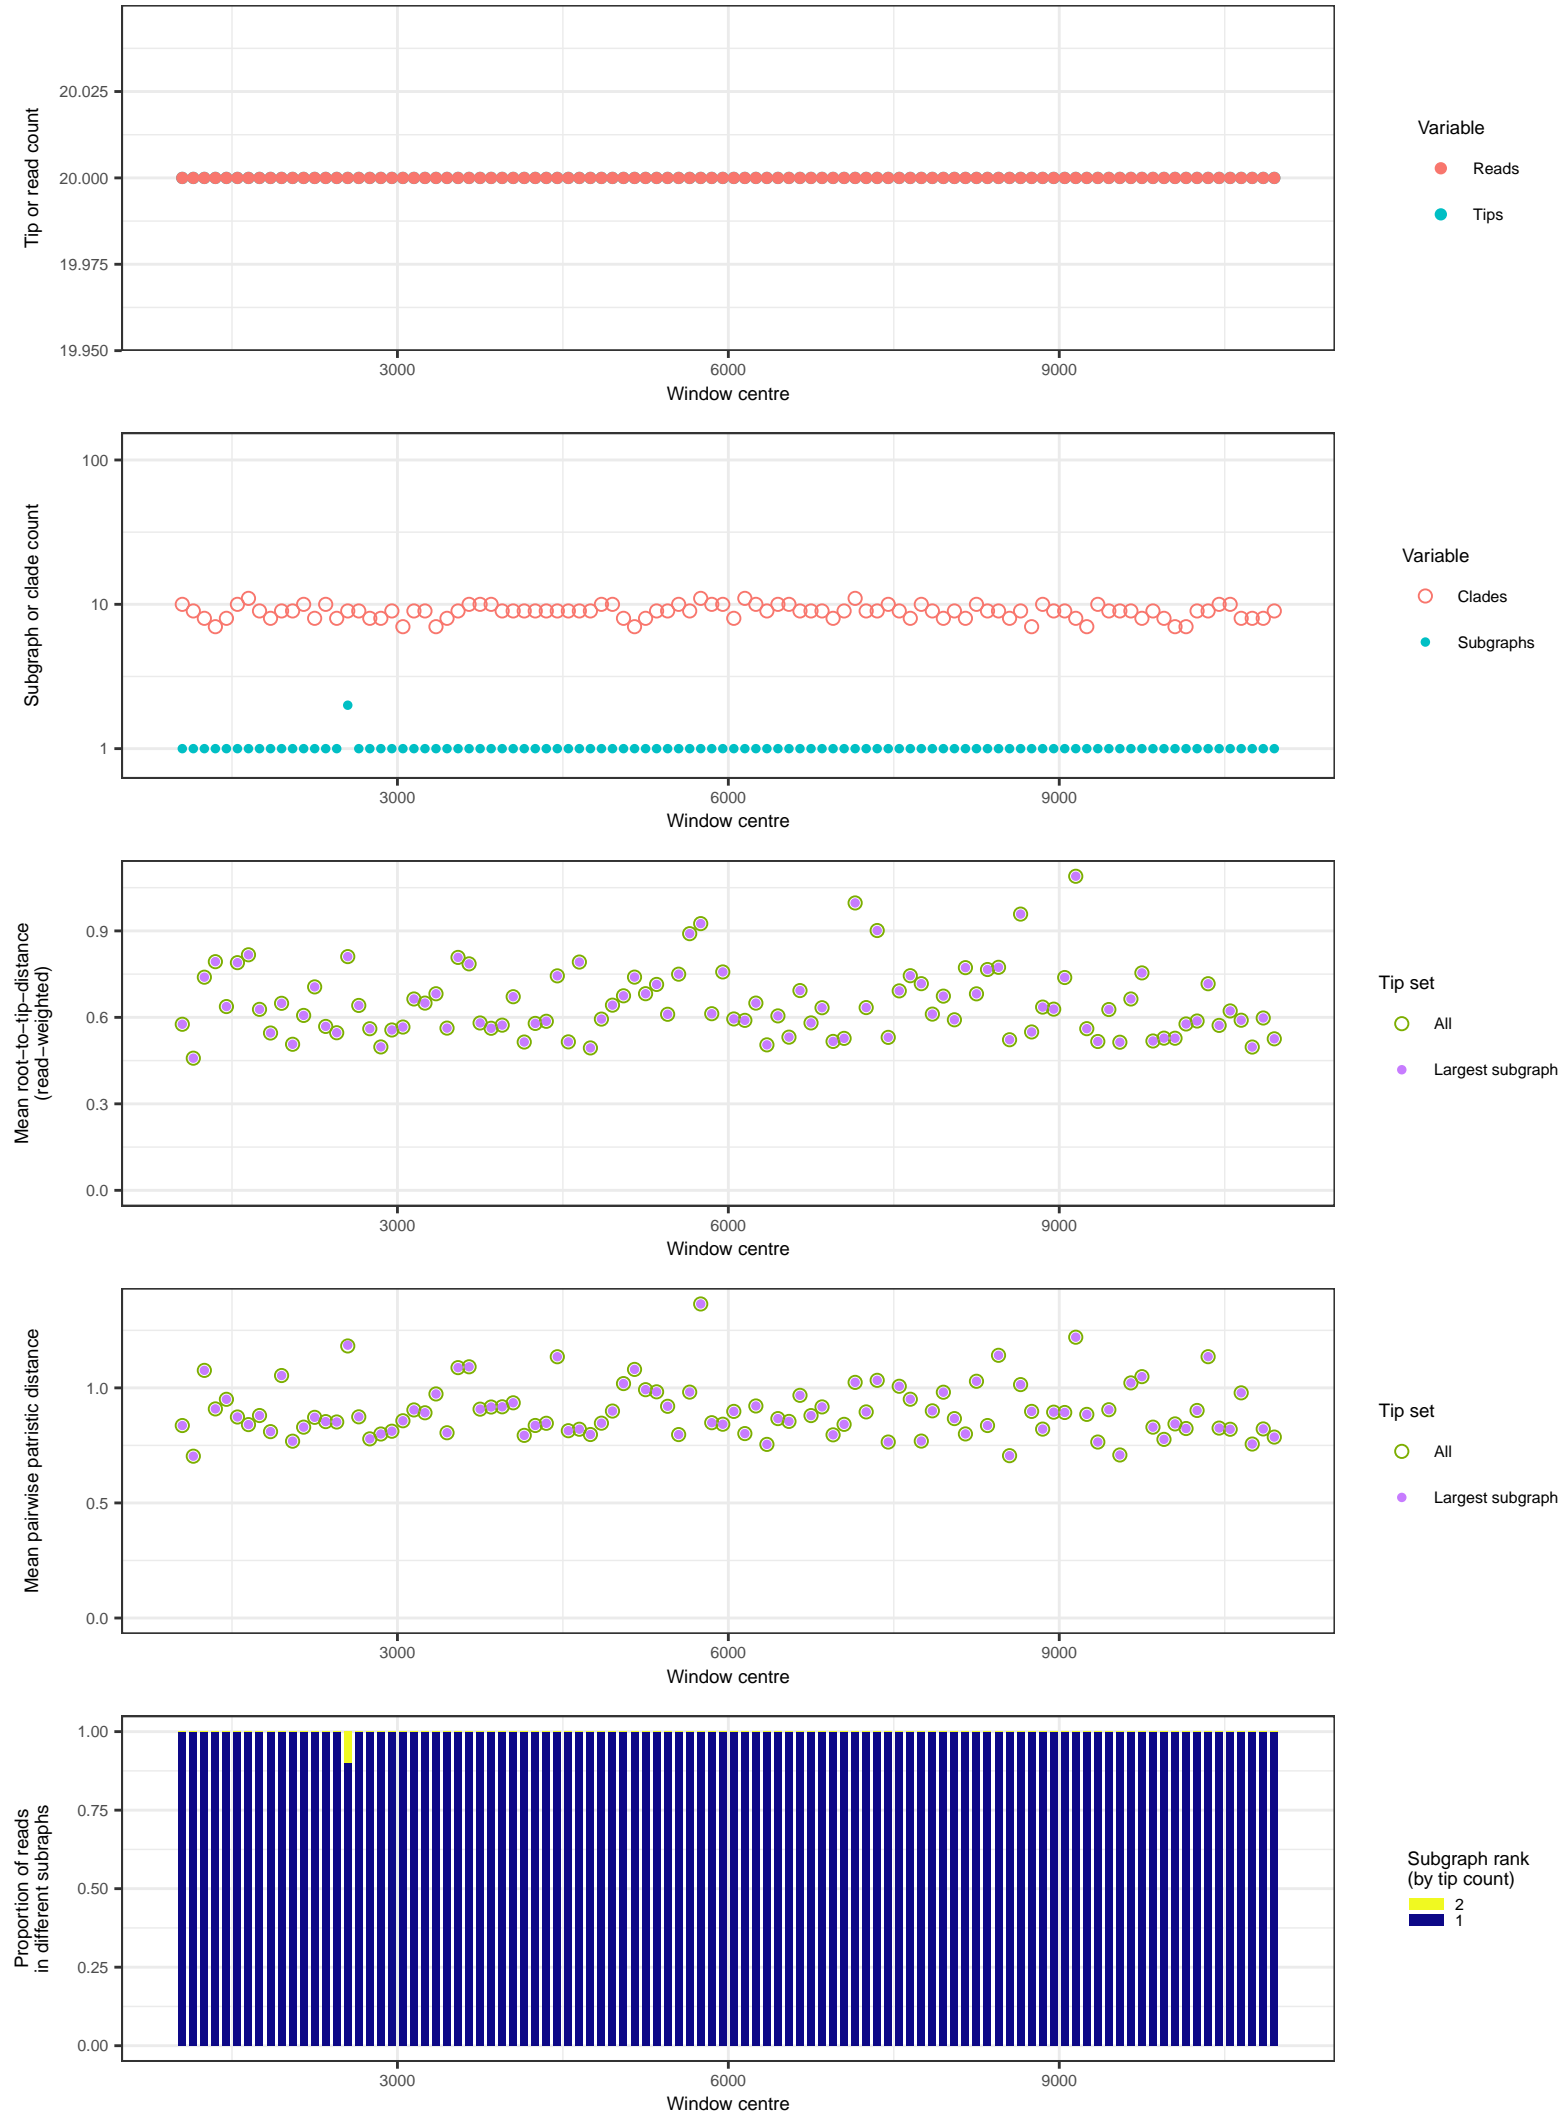 Tip or read count
20.025
20.000
19.975
19.950
3000
6000
9000
Window centre
Variable
Reads
Tips
Subgraph or clade count
100
10
1
3000
6000
9000
Window centre
Variable
Clades
Subgraphs
Mean root−to−tip−distance
(read−weighted)
0.9
0.6
0.3
0.0
3000
6000
9000
Window centre
Tip set
All
Largest subgraph
Mean pairwise patristic distance
1.0
0.5
0.0
3000
6000
9000
Window centre
Tip set
All
Largest subgraph
Proportion of reads
in different subraphs
1.00
0.75
0.50
0.25
0.00
3000
6000
9000
Window centre
Subgraph rank
(by tip count)
2
1